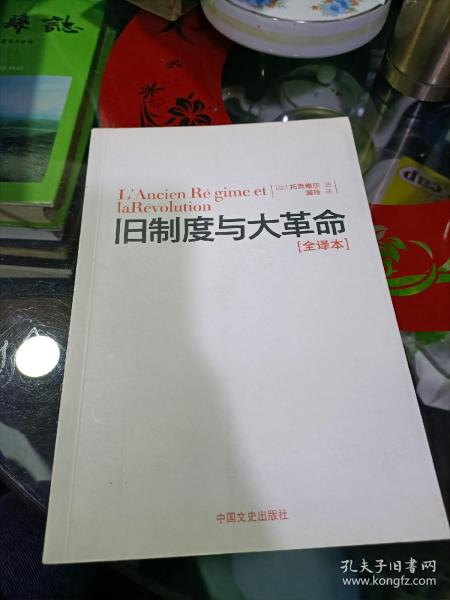 L'Ancien Ré gime et
laRévolution
[法] 托克维尔 著
译
旧制度与大革命
[全译本]
中国文史出版社
孔夫子旧书网
www.kongfz.com